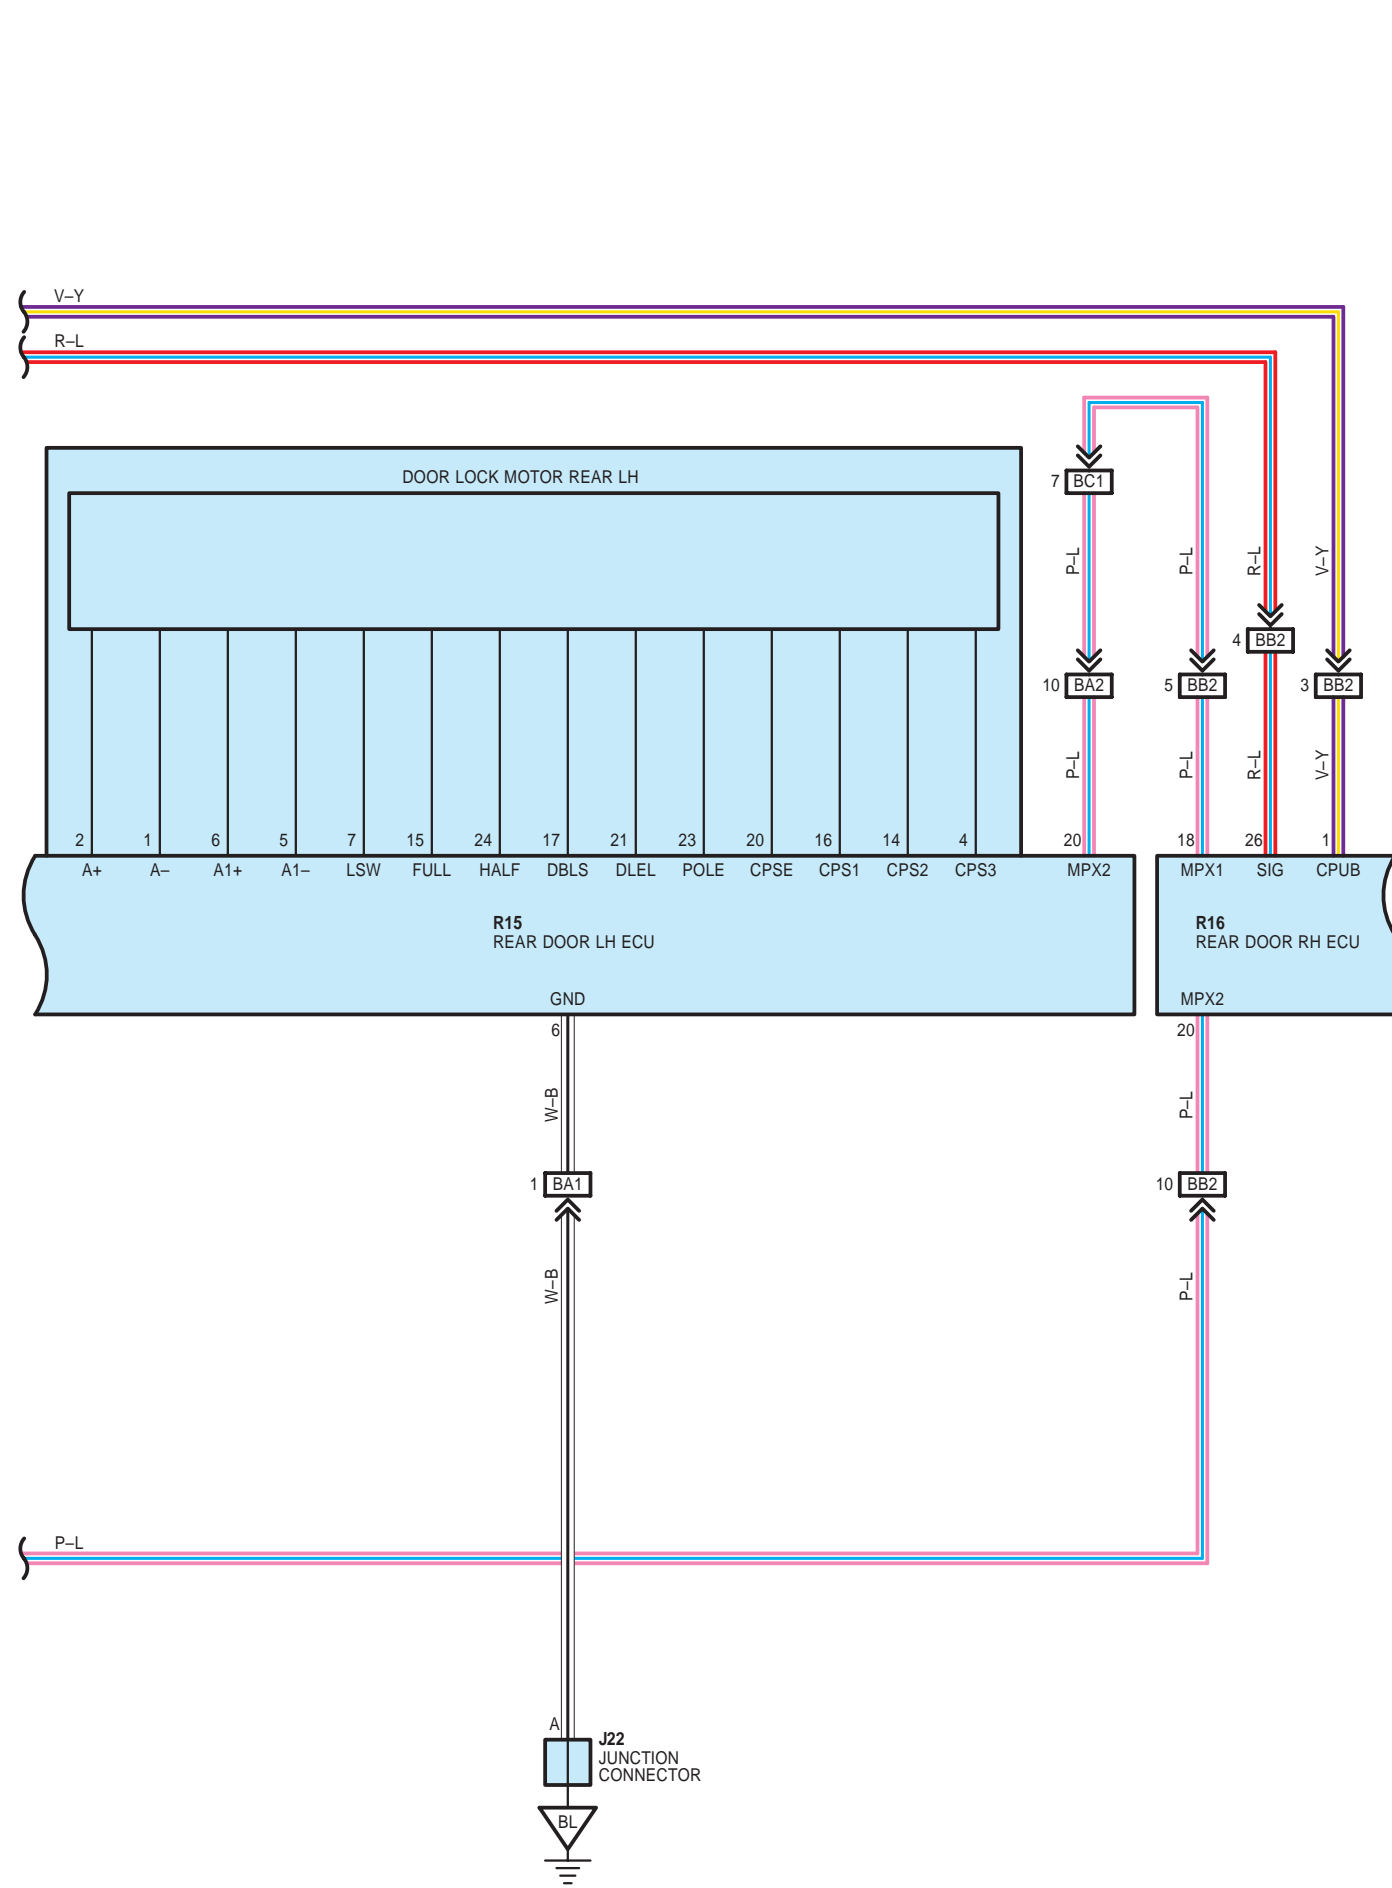 V–Y
R–L
DOOR LOCK MOTOR REAR LH
7 BC1
P–L P–L R–L V–Y
4 BB2
10 BA2 5 BB2 3 BB2
P–L P–L R–L V–Y
2 1 6 5 7 15 24 17 21 23 20 16 14 4 20 18 26 1
A+ A– A1+ A1– LSW FULL HALF DBLS DLEL POLE CPSE CPS1 CPS2 CPS3 MPX2 MPX1 SIG CPUB
R15 R16
REAR DOOR LH ECU REAR DOOR RH ECU
GND MPX2
6 20
W–B P–L
1 BA1 10 BB2
W–B P–L
P–L
A
J22
JUNCTION
CONNECTOR
BL